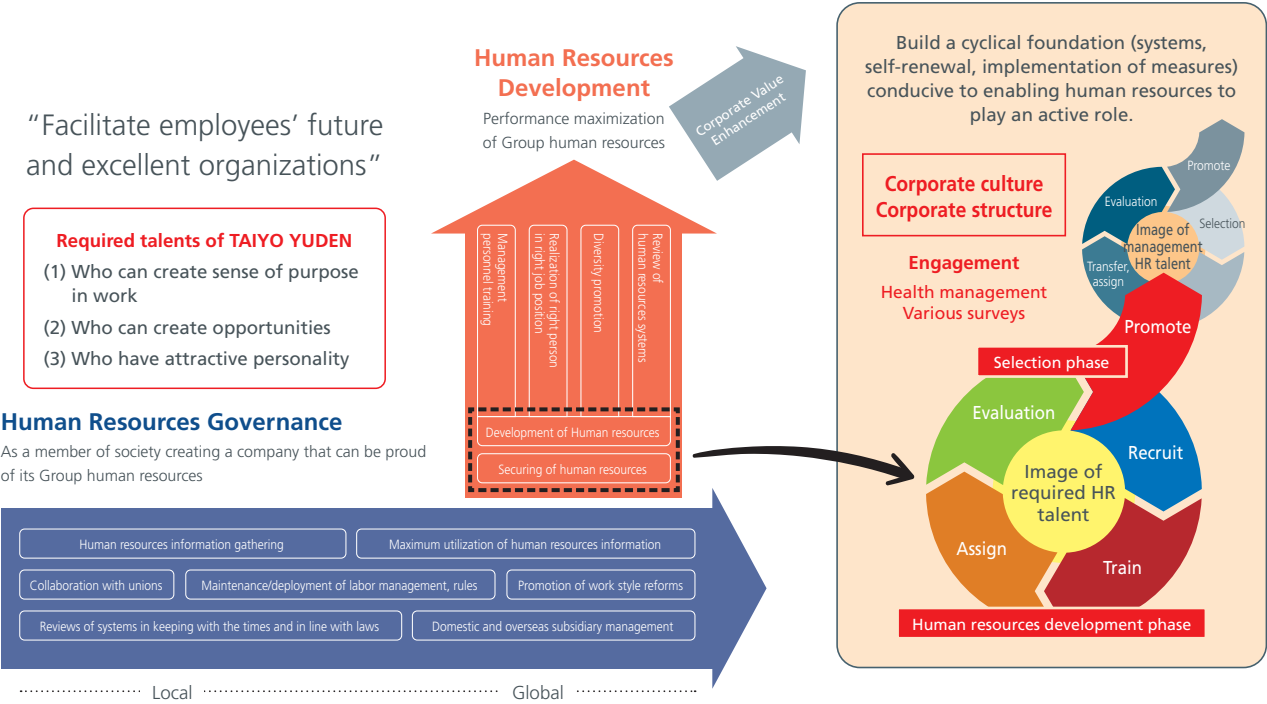 “Facilitate employees’ future
and excellent organizations”
Required talents of TAIYO YUDEN
(1) Who can create sense of purpose
in work
(2) Who can create opportunities
(3) Who have attractive personality
Human Resources Governance
As a member of society creating a company that can be proud
of its Group human resources
Human resources information gathering
Maximum utilization of human resources information
Collaboration with unions
Maintenance/deployment of labor management, rules
Promotion of work style reforms
Reviews of systems in keeping with the times and in line with laws
Domestic and overseas subsidiary management
Local
Global
Human Resources
Development
Performance maximization
of Group human resources
Corporate Value
Enhancement
Management
personnel training
Realization of right person
in right job position
Diversity promotion
Review of
human resources systems
Development of Human resources
Securing of human resources
Build a cyclical foundation (systems,
self-renewal, implementation of measures)
conducive to enabling human resources to
play an active role.
Corporate culture
Corporate structure
Engagement
Health management
Various surveys
Promote
Evaluation
Selection
Image of
management
HR talent
Transfer,
assign
Promote
Selection phase
Evaluation
Recruit
Image of
required HR
talent
Assign
Train
Human resources development phase